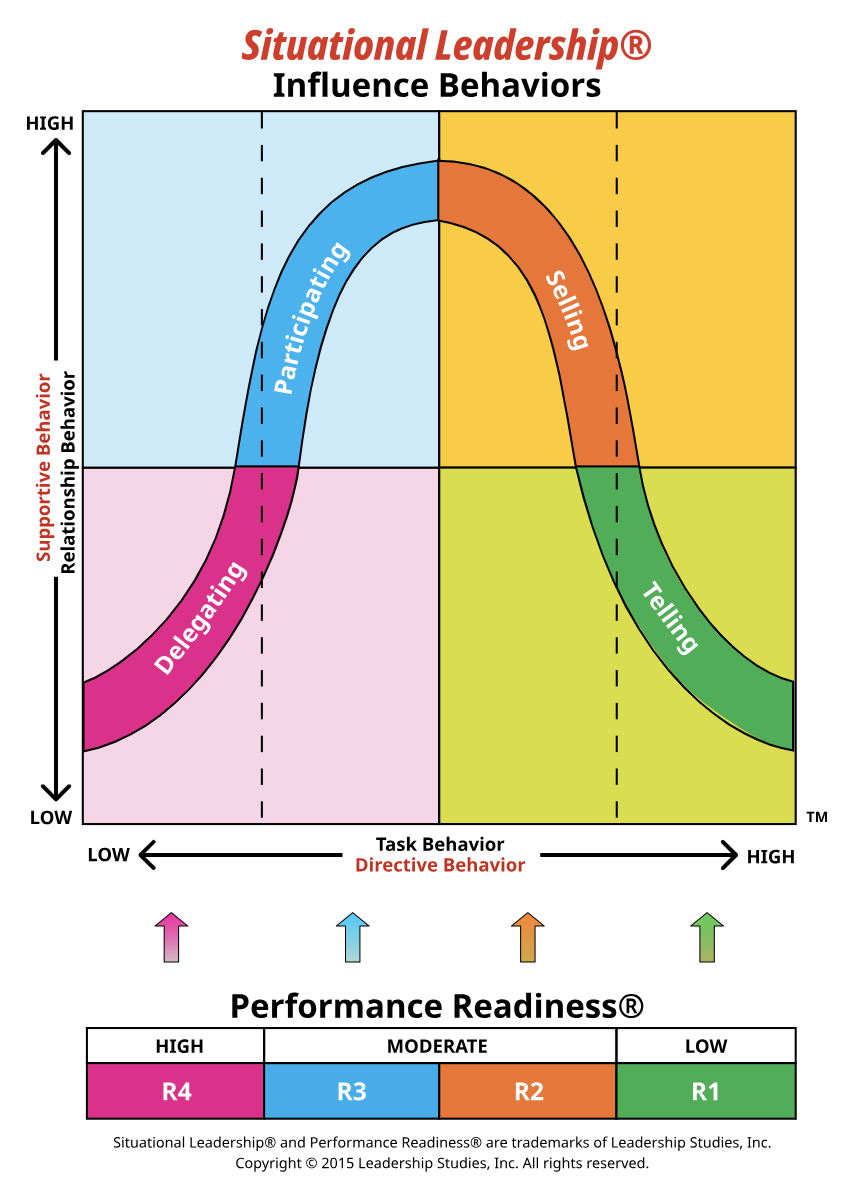 Situational Leadership®
Influence Behaviors
HIGH
Supportive Behavior
Relationship Behavior
Participating
Selling
Delegating
Telling
LOW
TM
LOW
Task Behavior
Directive Behavior
HIGH
Performance Readiness®
HIGH MODERATE LOW
R4 R3 R2 R1
Situational Leadership® and Performance Readiness® are trademarks of Leadership Studies, Inc.
Copyright © 2015 Leadership Studies, Inc. All rights reserved.